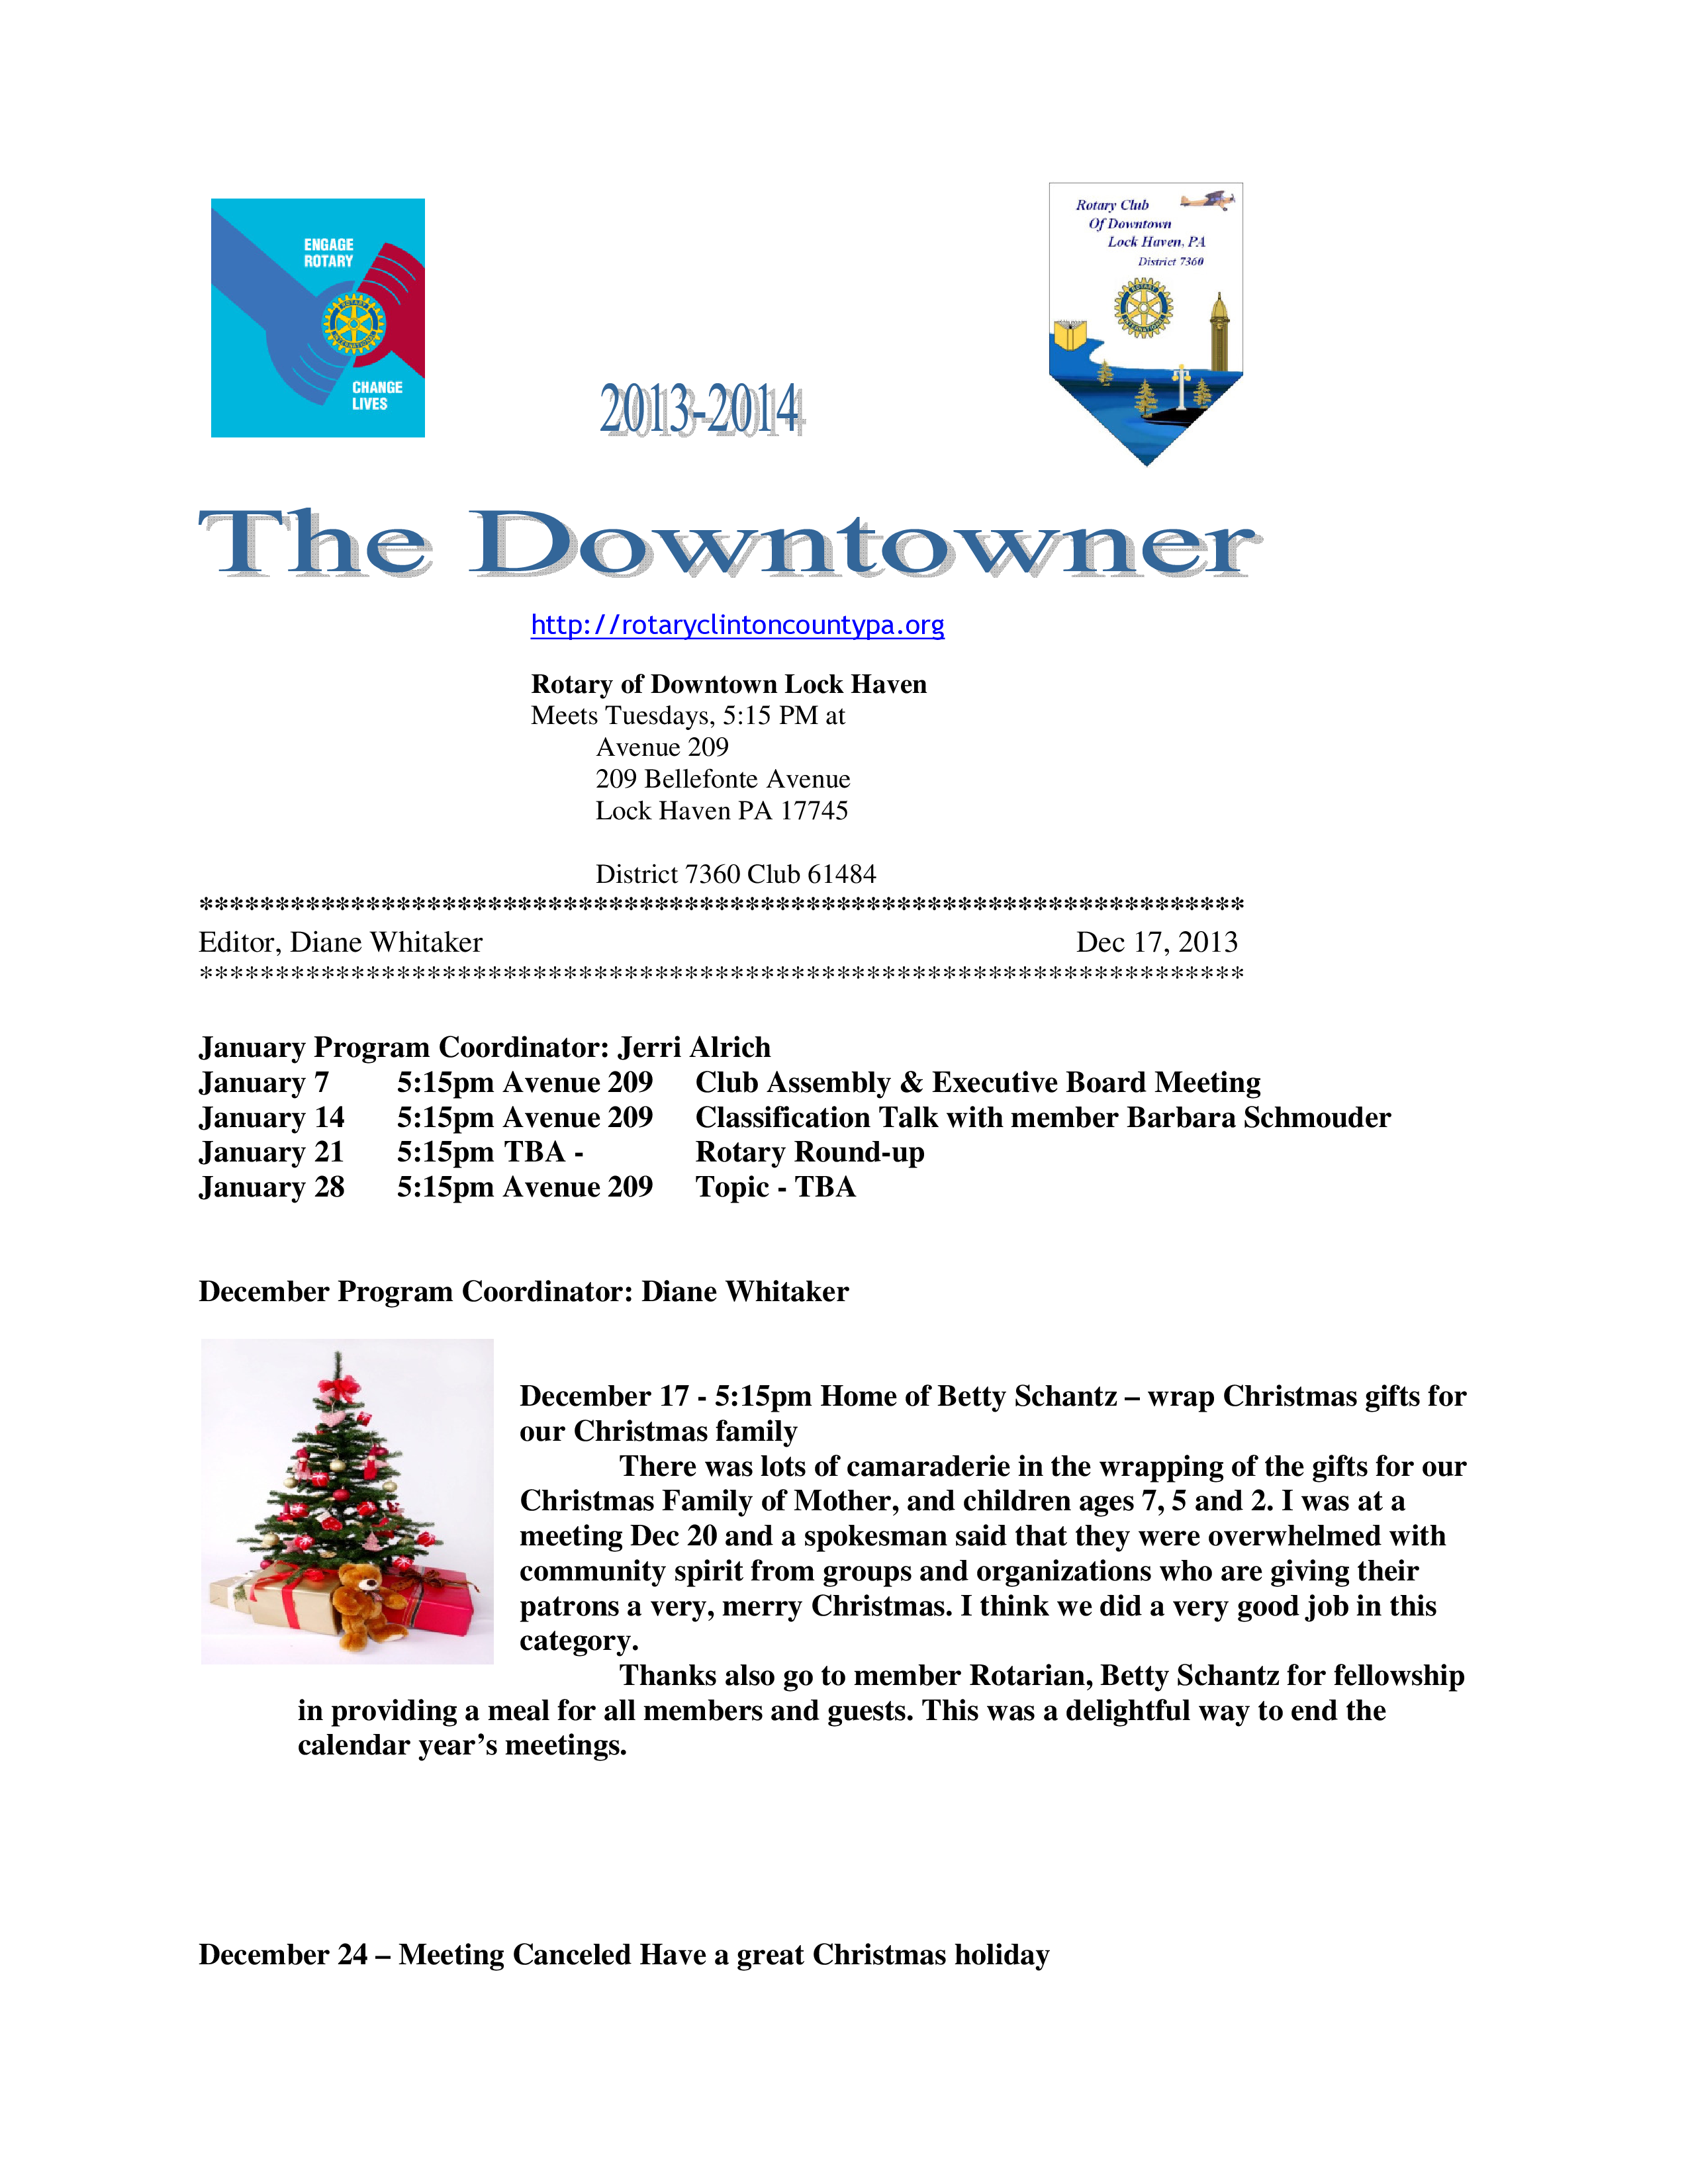 ENGAGE
ROTARY
CHANGE
LIVES
Rotary Club
Of Downtown
Lock Haven, PA
District 7360
ROTARY
INTERNATIONAL
2013-2014
The Downtowner
http://rotaryclintoncountypa.org
Rotary of Downtown Lock Haven
Meets Tuesdays, 5:15 PM at
Avenue 209
209 Bellefonte Avenue
Lock Haven PA 17745
District 7360 Club 61484
*********************************************************************
Editor, Diane Whitaker Dec 17, 2013
*********************************************************************
January Program Coordinator: Jerri Alrich
January 7 5:15pm Avenue 209 Club Assembly & Executive Board Meeting
January 14 5:15pm Avenue 209 Classification Talk with member Barbara Schmouder
January 21 5:15pm TBA - Rotary Round-up
January 28 5:15pm Avenue 209 Topic - TBA
December Program Coordinator: Diane Whitaker
December 17 - 5:15pm Home of Betty Schantz – wrap Christmas gifts for
our Christmas family
There was lots of camaraderie in the wrapping of the gifts for our
Christmas Family of Mother, and children ages 7, 5 and 2. I was at a
meeting Dec 20 and a spokesman said that they were overwhelmed with
community spirit from groups and organizations who are giving their
patrons a very, merry Christmas. I think we did a very good job in this
category.
Thanks also go to member Rotarian, Betty Schantz for fellowship
in providing a meal for all members and guests. This was a delightful way to end the
calendar year’s meetings.
December 24 – Meeting Canceled Have a great Christmas holiday